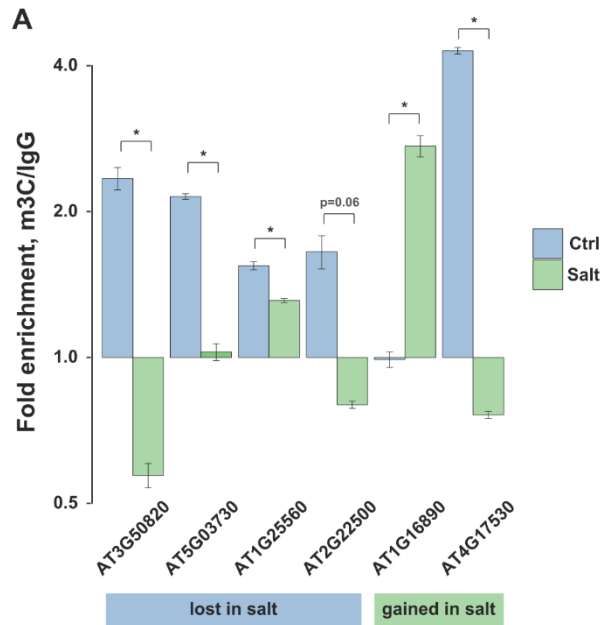 A
Fold enrichment, m3C/IgG
4.0
2.0
1.0
0.5
*
*
*
p=0.06
*
*
Ctrl
Salt
AT3G50820
AT5G03730
AT1G25560
AT2G22500
AT1G16890
AT4G17530
lost in salt
gained in salt